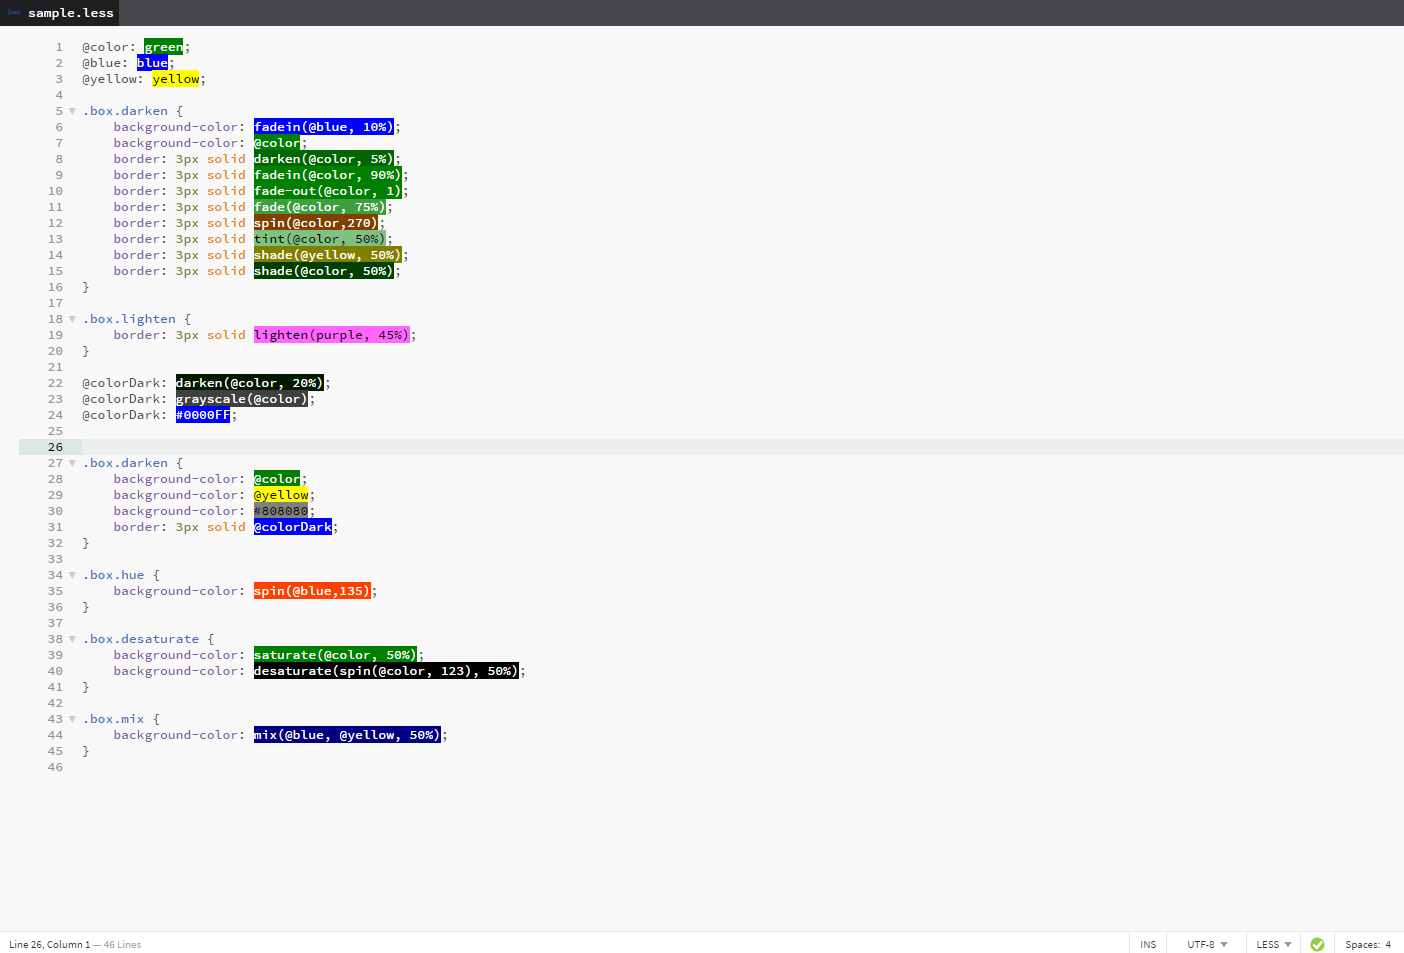 sample.less
1 @color: green;
2 @blue: blue;
3 @yellow: yellow;
4
5 .box.darken {
6 background-color: fadein(@blue, 10%);
7 background-color: @color;
8 border: 3px solid darken(@color, 5%);
9 border: 3px solid fadein(@color, 90%);
10 border: 3px solid fade-out(@color, 1);
11 border: 3px solid fade(@color, 75%);
12 border: 3px solid spin(@color,270);
13 border: 3px solid tint(@color, 50%);
14 border: 3px solid shade(@yellow, 50%);
15 border: 3px solid shade(@color, 50%);
16 }
17
18 .box.lighten {
19 border: 3px solid lighten(purple, 45%);
20 }
21
22 @colorDark: darken(@color, 20%);
23 @colorDark: grayscale(@color);
24 @colorDark: #0000FF;
25
26
27 .box.darken {
28 background-color: @color;
29 background-color: @yellow;
30 background-color: #808080;
31 border: 3px solid @colorDark;
32 }
33
34 .box.hue {
35 background-color: spin(@blue,135);
36 }
37
38 .box.desaturate {
39 background-color: saturate(@color, 50%);
40 background-color: desaturate(spin(@color, 123), 50%);
41 }
42
43 .box.mix {
44 background-color: mix(@blue, @yellow, 50%);
45 }
46
Line 26, Column 1 — 46 Lines INS UTF-8 LESS Spaces: 4